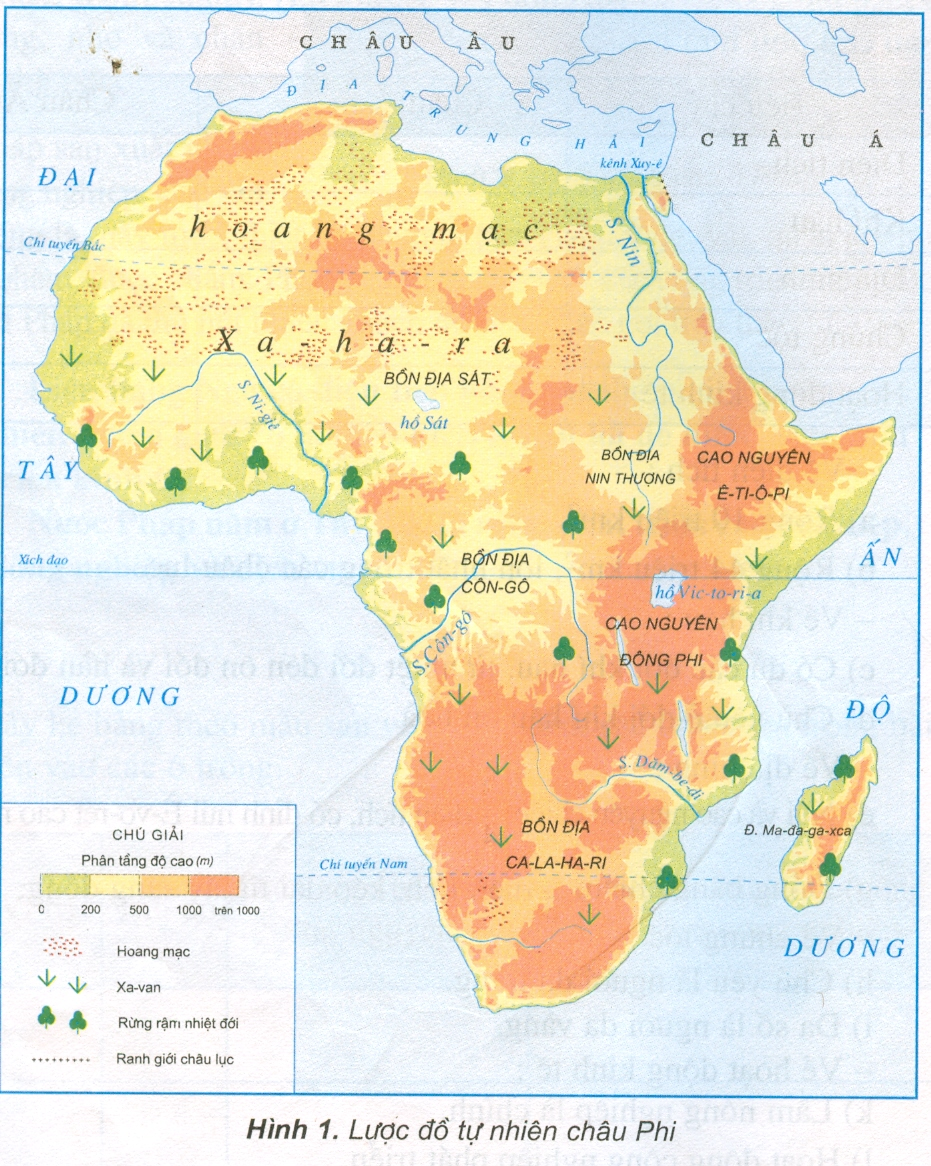 CHÂU ÂU
ĐỊA TRUNG HẢI
CHÂU Á
kênh Xuy-ê
ĐẠI
hoang mạc
S. Nin
Chí tuyến Bắc
Xa-ha-ra
BỒN ĐỊA SÁT
S. Ni-giê
hồ Sát
TÂY
BỒN ĐỊA
NIN THƯỢNG
CAO NGUYÊN
Ê-TI-Ô-PI
Xích đạo
BỒN ĐỊA
CÔN-GÔ
ẤN
hồ Vic-to-ri-a
S. Côn-gô
CAO NGUYÊN
ĐÔNG PHI
DƯƠNG
ĐỘ
S. Dăm-be-di
BỒN ĐỊA
CA-LA-HA-RI
Đ. Ma-đa-ga-xca
Chí tuyến Nam
DƯƠNG
CHÚ GIẢI
Phân tầng độ cao (m)
0 200 500 1000 trên 1000
Hoang mạc
Xa-van
Rừng rậm nhiệt đới
Ranh giới châu lục
Hình 1. Lược đồ tự nhiên châu Phi